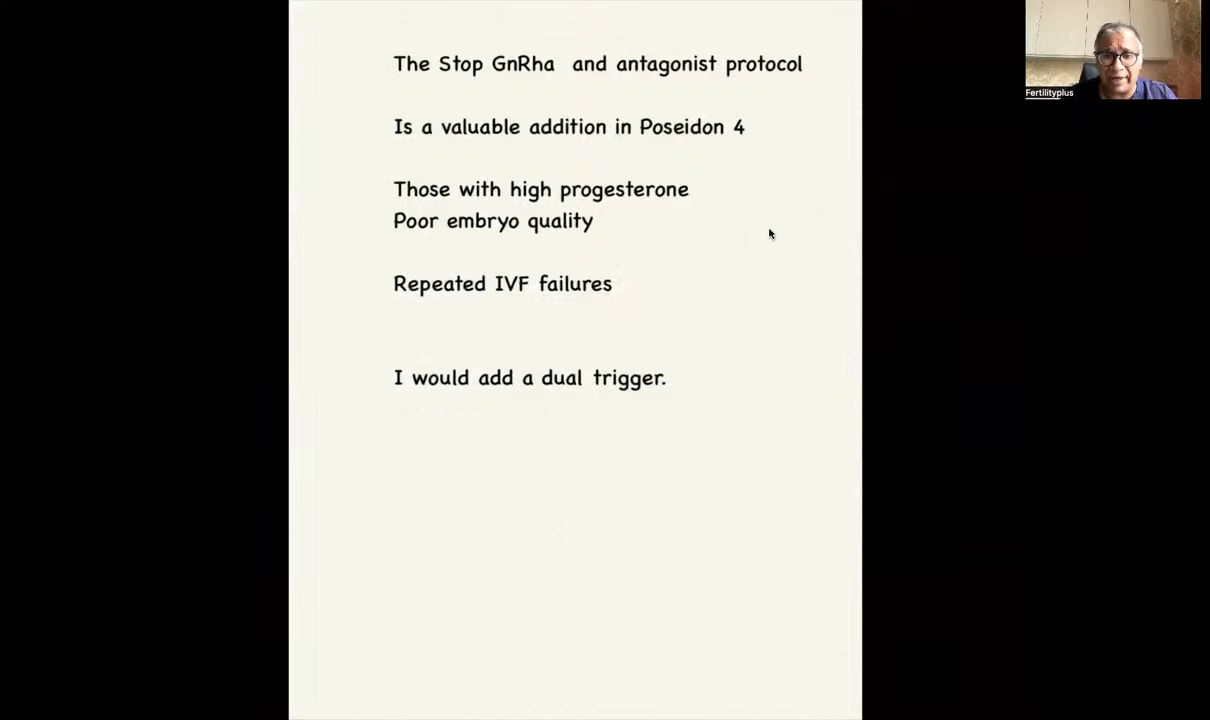 The Stop GnRha and antagonist protocol
Is a valuable addition in Poseidon 4
Those with high progesterone
Poor embryo quality
Repeated IVF failures
I would add a dual trigger.
Fertilityplus